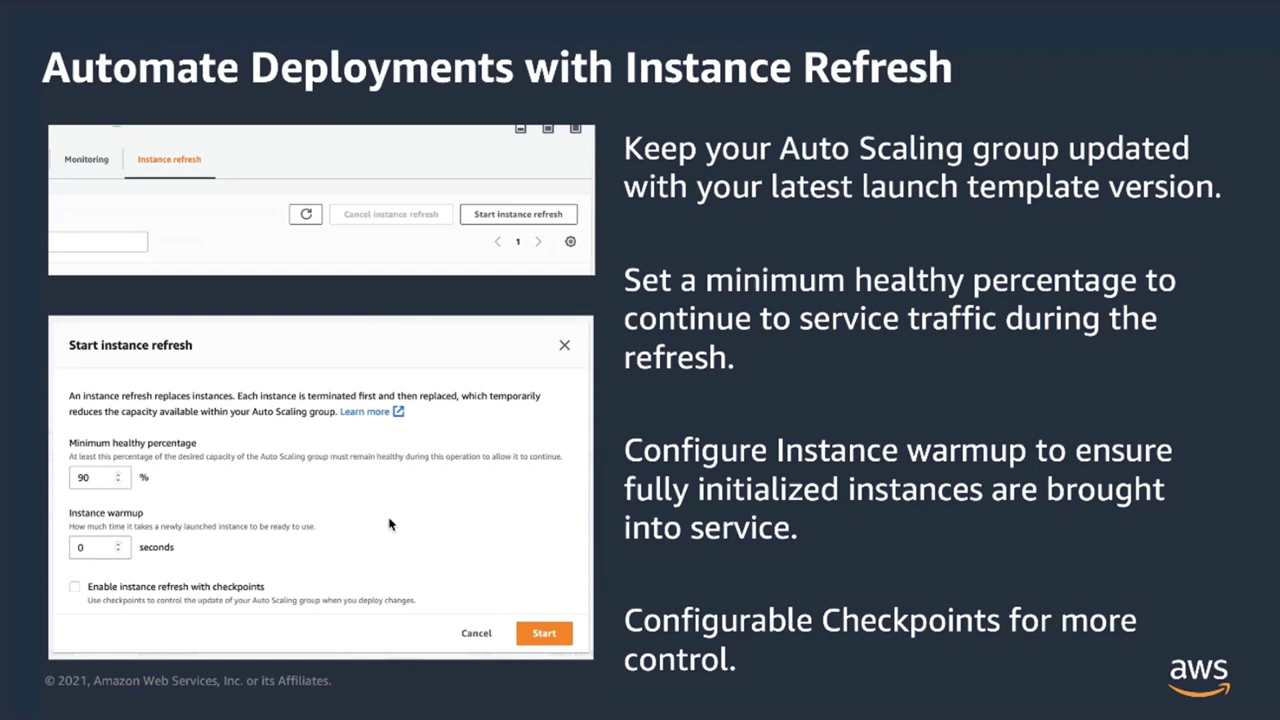 Automate Deployments with Instance Refresh
Monitoring
Instance refresh
Cancel instance refresh
Start instance refresh
1
Start instance refresh
An instance refresh replaces instances. Each instance is terminated first and then replaced, which temporarily
reduces the capacity available within your Auto Scaling group. Learn more
Minimum healthy percentage
At least this percentage of the desired capacity of the Auto Scaling group must remain healthy during this operation to allow it to continue.
90 %
Instance warmup
How much time it takes a newly launched instance to be ready to use.
0 seconds
Enable instance refresh with checkpoints
Use checkpoints to control the update of your Auto Scaling group when you deploy changes.
Cancel
Start
Keep your Auto Scaling group updated
with your latest launch template version.
Set a minimum healthy percentage to
continue to service traffic during the
refresh.
Configure Instance warmup to ensure
fully initialized instances are brought
into service.
Configurable Checkpoints for more
control.
© 2021, Amazon Web Services, Inc. or its Affiliates.
aws